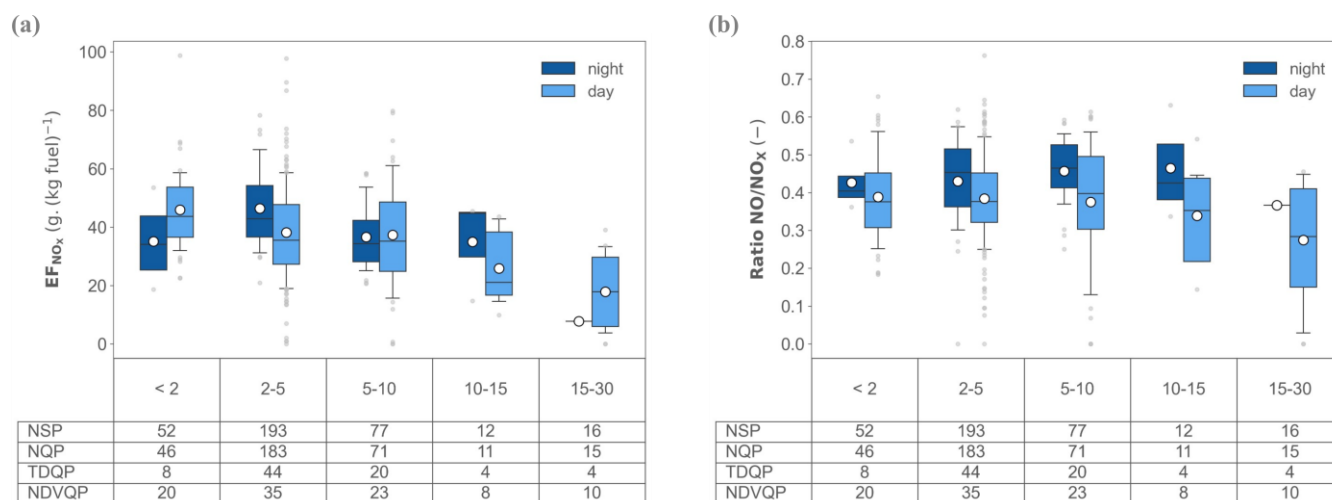 (a)
EF_NOx (g. (kg fuel)⁻¹)
100
80
60
40
20
0
night
day
< 2 2-5 5-10 10-15 15-30
NSP 52 193 77 12 16
NQP 46 183 71 11 15
TDQP 8 44 20 4 4
NDVQP 20 35 23 8 10
(b)
Ratio NO/NOₓ (−)
0.8
0.7
0.6
0.5
0.4
0.3
0.2
0.1
0.0
night
day
< 2 2-5 5-10 10-15 15-30
NSP 52 193 77 12 16
NQP 46 183 71 11 15
TDQP 8 44 20 4 4
NDVQP 20 35 23 8 10